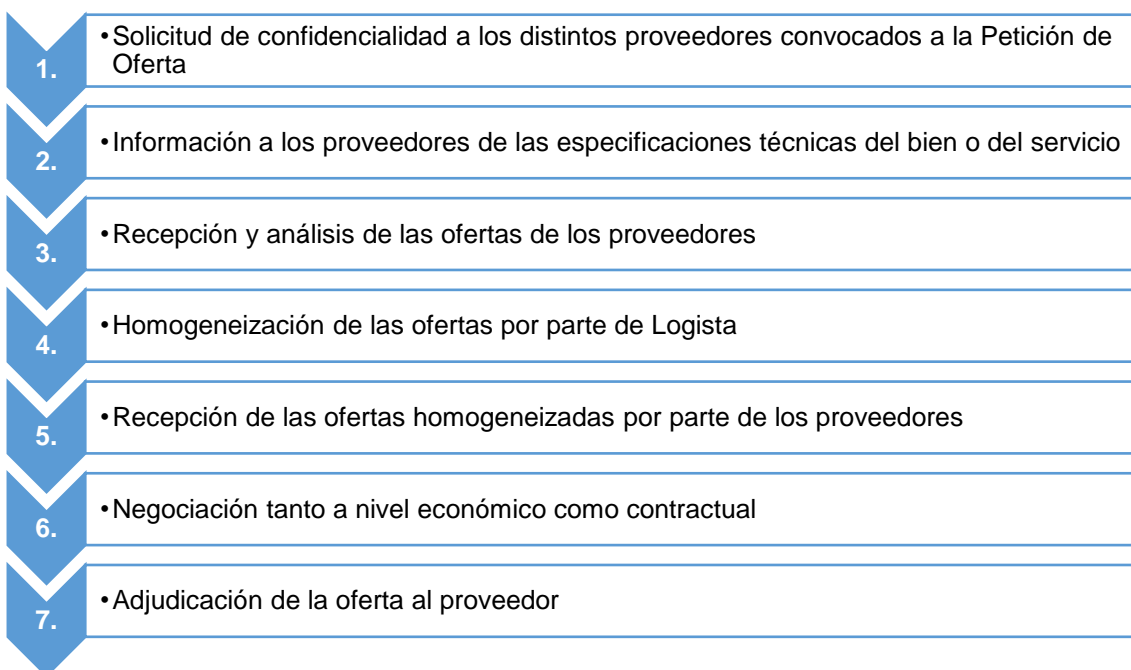 1.
•Solicitud de confidencialidad a los distintos proveedores convocados a la Petición de
Oferta
2.
•Información a los proveedores de las especificaciones técnicas del bien o del servicio
3.
•Recepción y análisis de las ofertas de los proveedores
4.
•Homogeneización de las ofertas por parte de Logista
5.
•Recepción de las ofertas homogeneizadas por parte de los proveedores
6.
•Negociación tanto a nivel económico como contractual
7.
•Adjudicación de la oferta al proveedor